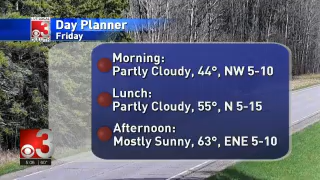 3
Day Planner
Friday
Morning:
Partly Cloudy, 44°, NW 5-10
Lunch:
Partly Cloudy, 55°, N 5-15
Afternoon:
Mostly Sunny, 63°, ENE 5-10
3